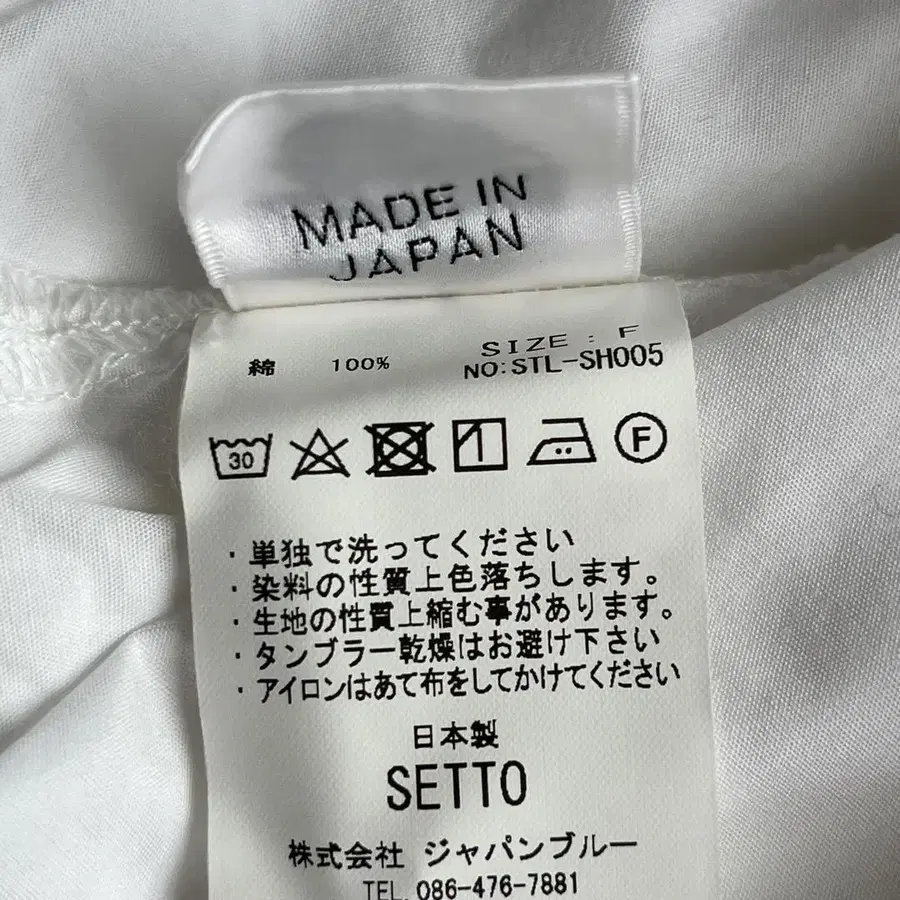 MADE IN
JAPAN
綿 100% SIZE : F
NO:STL-SH005
30 1 F
・単独で洗ってください
・染料の性質上色落ちします。
・生地の性質上縮む事があります。
・タンブラー乾燥はお避け下さい
・アイロンはあて布をしてかけてください
日本製
SETTO
株式会社 ジャパンブルー
TEL.086-476-7881